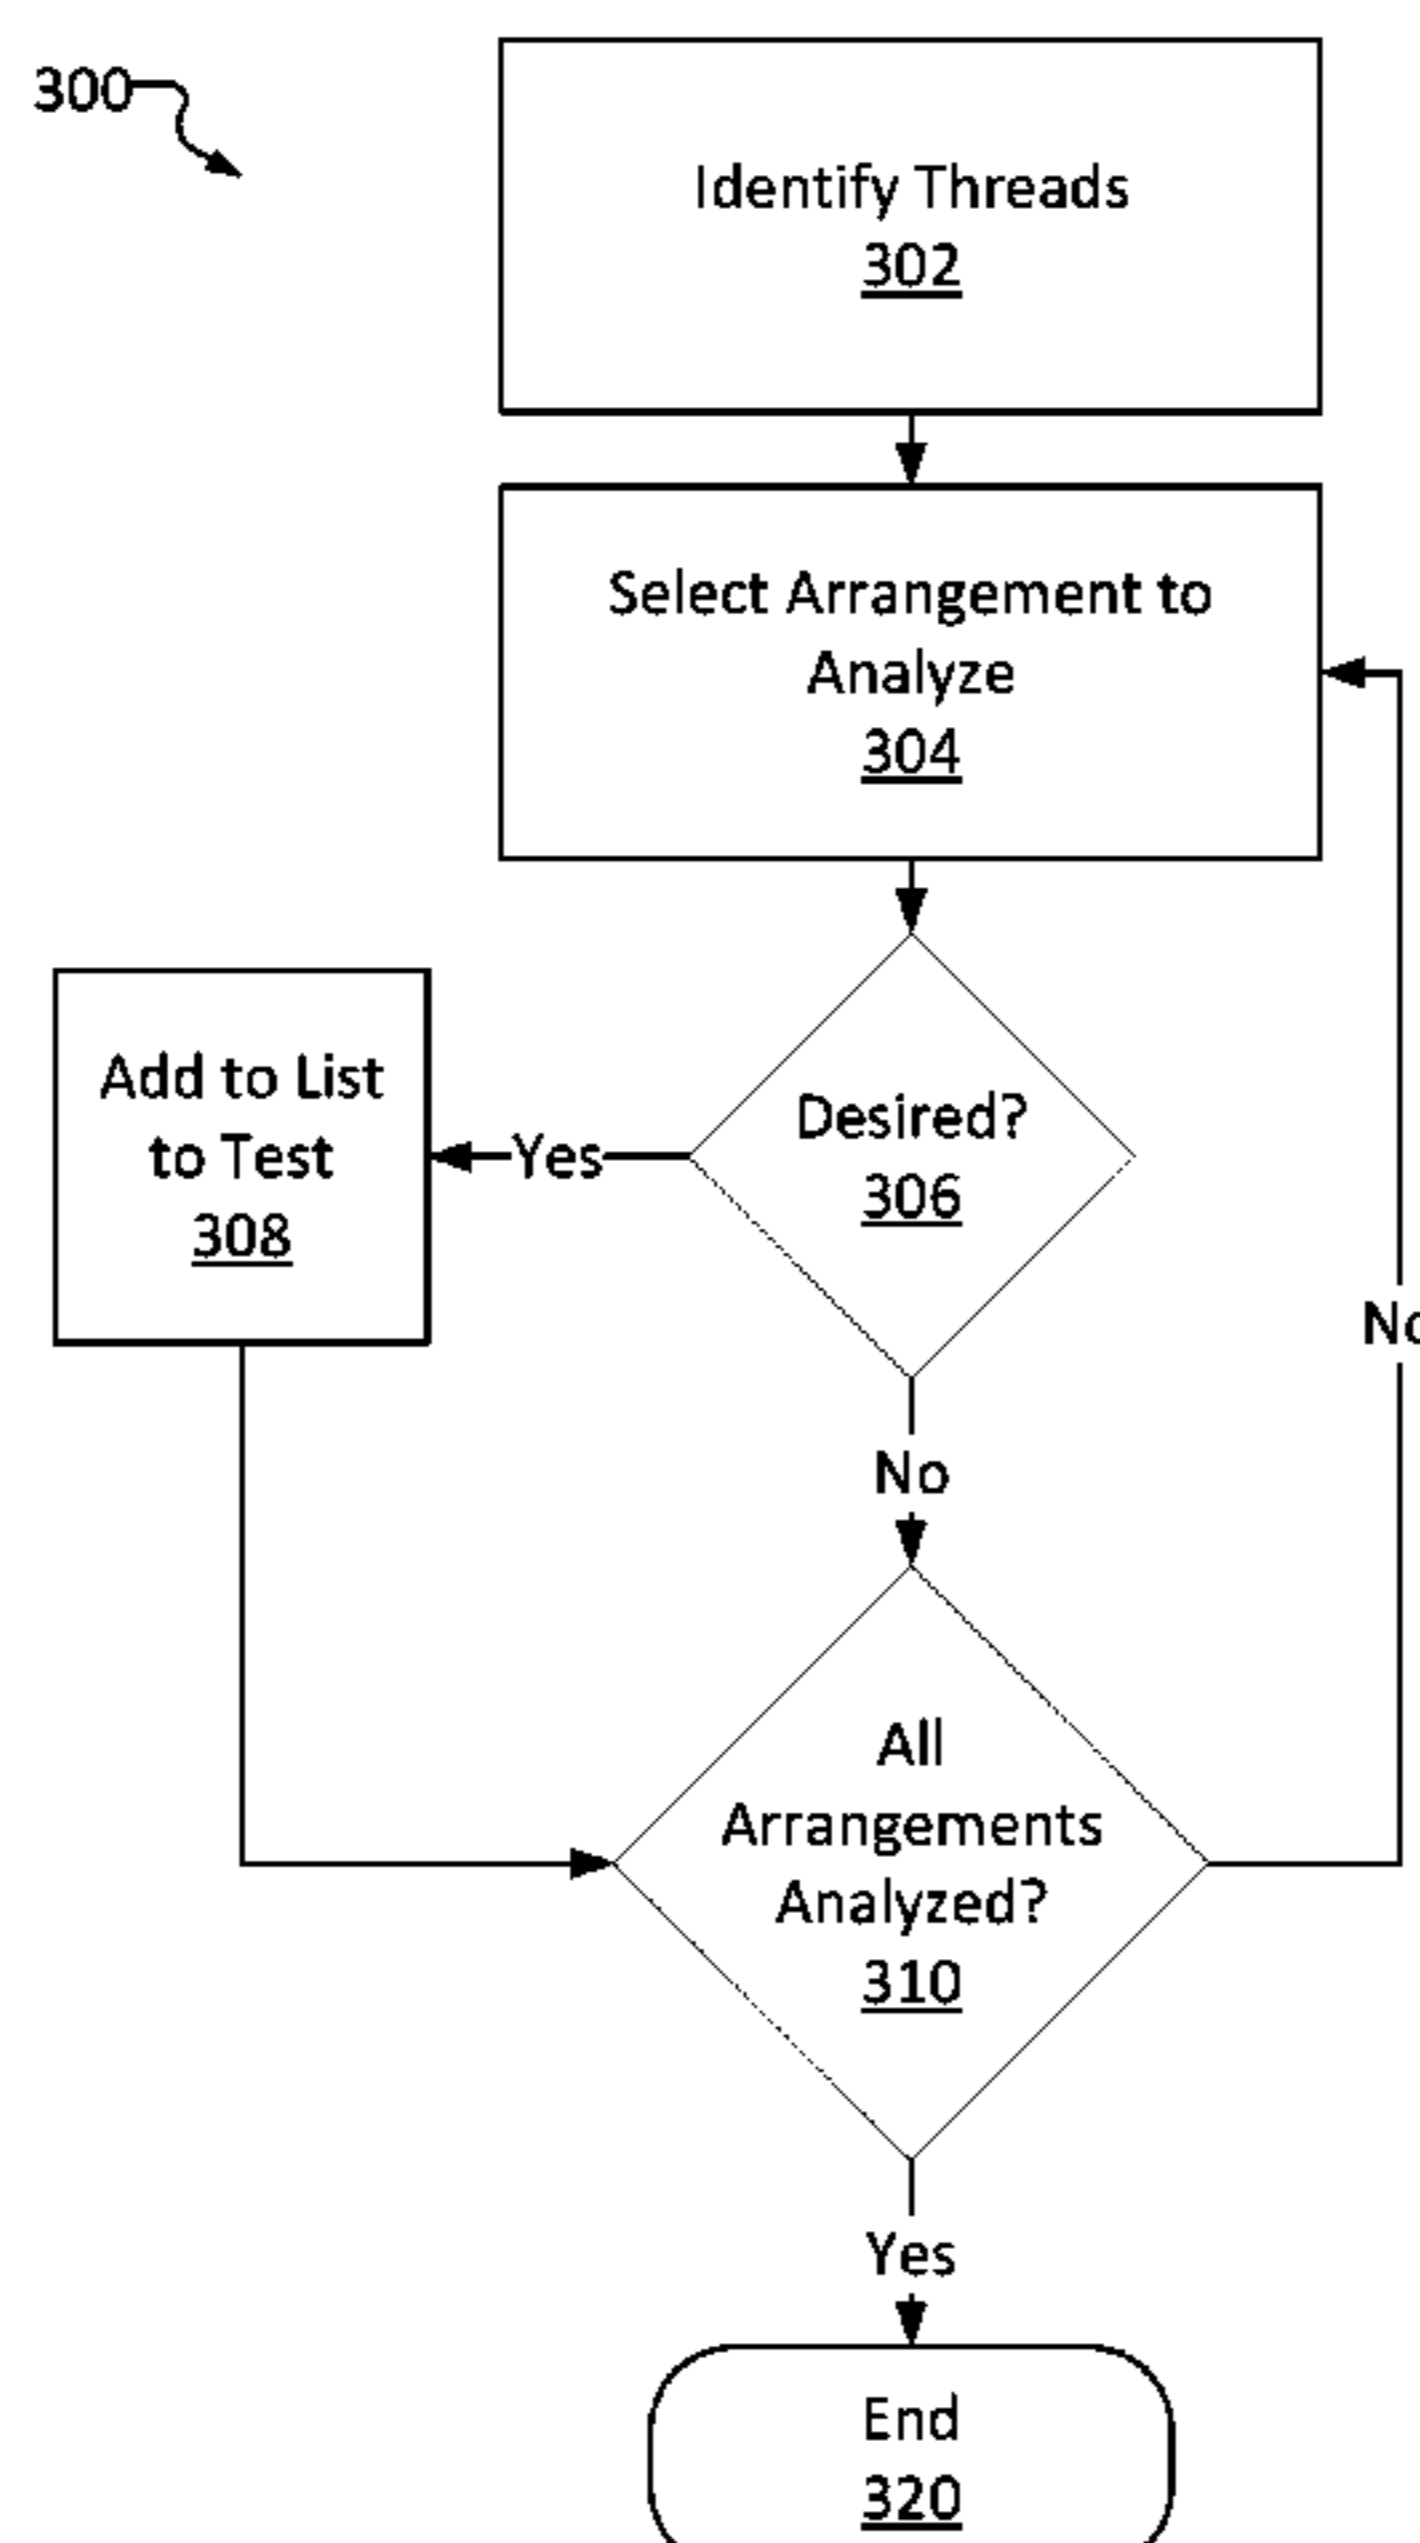 300
Identify Threads
302
Select Arrangement to
Analyze
304
Desired?
306
Yes
Add to List
to Test
308
No
No
All
Arrangements
Analyzed?
310
Yes
End
320